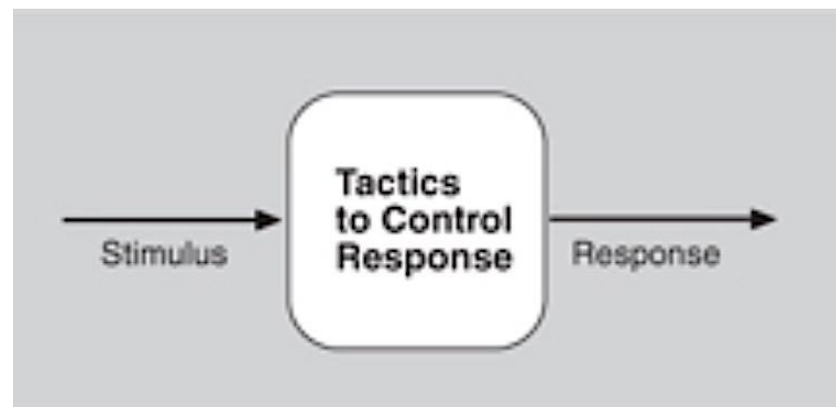 Stimulus
Tactics
to Control
Response
Response